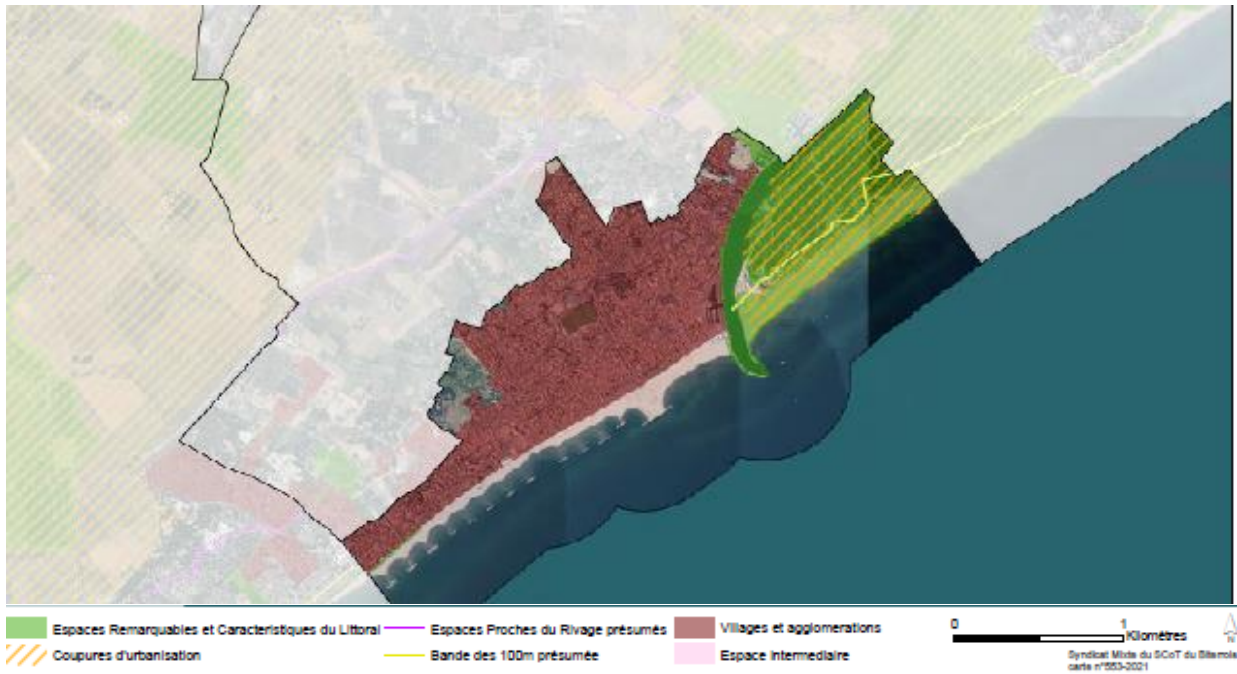 Espaces Remarquables et Caracteristiques du Littoral
Coupures d'urbanisation
Espaces Proches du Rivage présumés
Bande des 100m présumée
Villages et agglomerations
Espace Intermediaire
0 1
Kilomètres
N
Syndicat Mixte du SCoT du Biterrois
carte n°553-2021